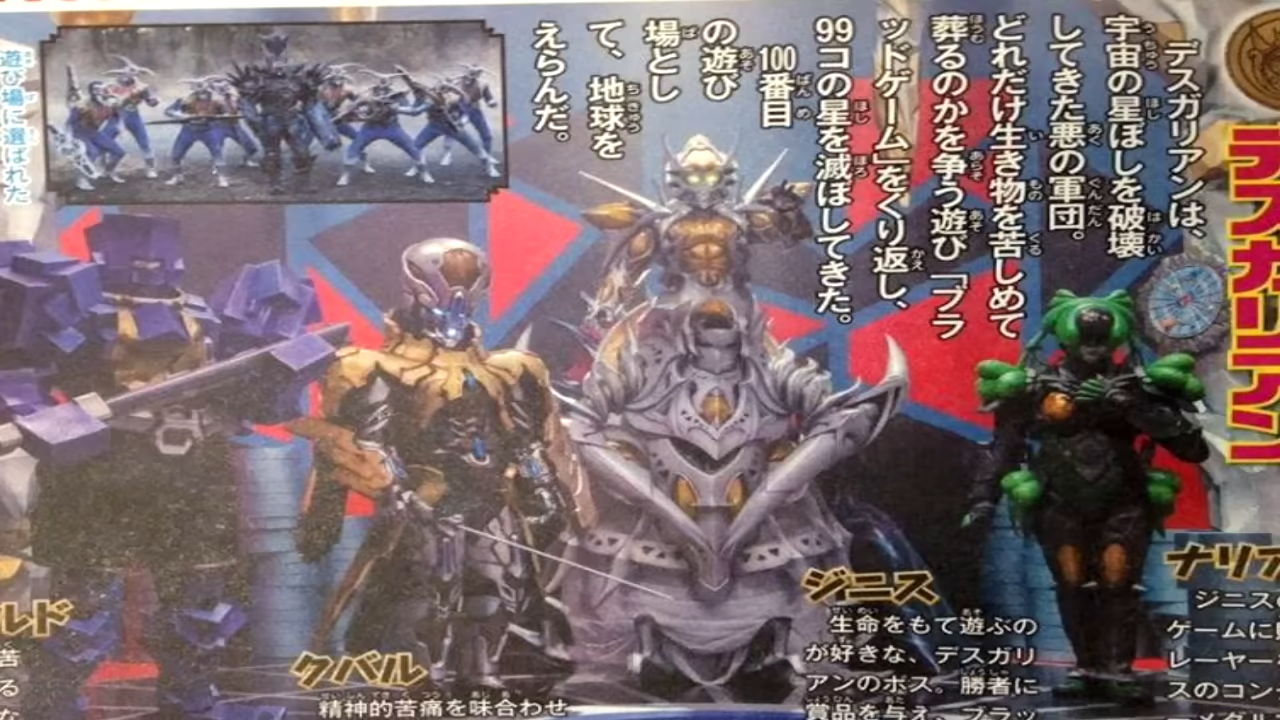 デスガリアン
デスガリアンは、
宇宙の星ぼしを破壊
してきた悪の軍団。
どれだけ生き物を苦しめて
葬るのかを争う遊び「ブラ
ッドゲーム」をくり返し、
99コの星を滅ぼしてきた。
100番目
の遊び
場とし
て、地球を
えらんだ。
遊び場に選ばれた
ナリア
ジニスの
ゲームに
レーヤー
スのコン
ジニス
生命をもて遊ぶの
が好きな、デスガリ
アンのボス。勝者に
賞品を与え、ブラッ
クバル
精神的苦痛を味合わせ
ルド
苦
る
な